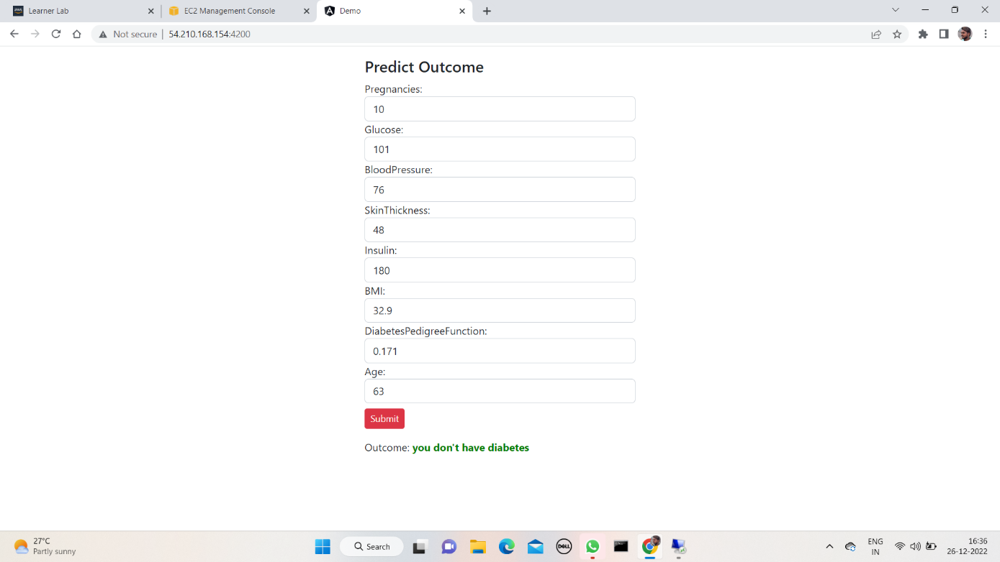 Learner Lab
EC2 Management Console
Demo
Not secure
54.210.168.154:4200
Predict Outcome
Pregnancies:
10
Glucose:
101
BloodPressure:
76
SkinThickness:
48
Insulin:
180
BMI:
32.9
DiabetesPedigreeFunction:
0.171
Age:
63
Submit
Outcome: you don't have diabetes
27°C
Partly sunny
Search
DELL
ENG
IN
16:36
26-12-2022